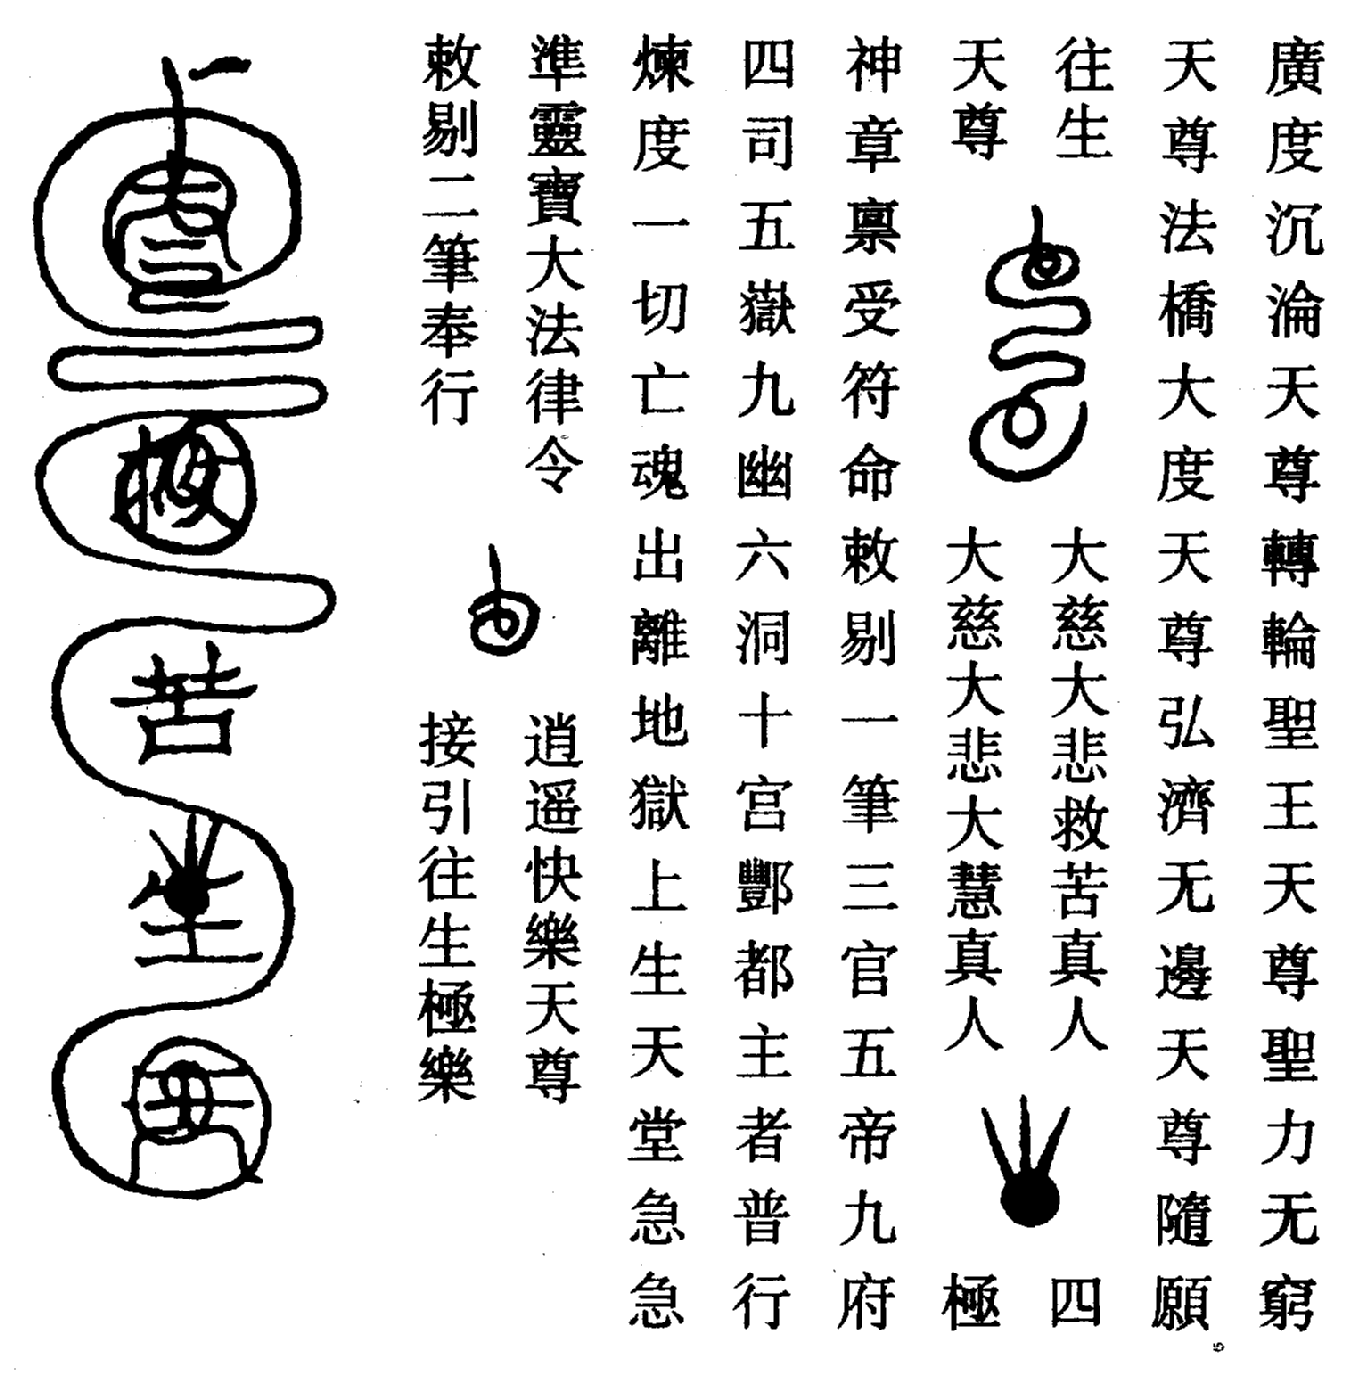 廣度沉淪天尊轉輪聖王天尊聖力无窮
天尊法橋大度天尊弘濟无邊天尊隨願
往生
天尊
大慈大悲救苦真人
大慈大悲大慧真人
四
極
神章禀受符命敕剔一筆三官五帝九府
四司五嶽九幽六洞十宮酆都主者普行
煉度一切亡魂出離地獄上生天堂急急
準靈寶大法律令
敕剔二筆奉行
逍遥快樂天尊
接引往生極樂
苦
生